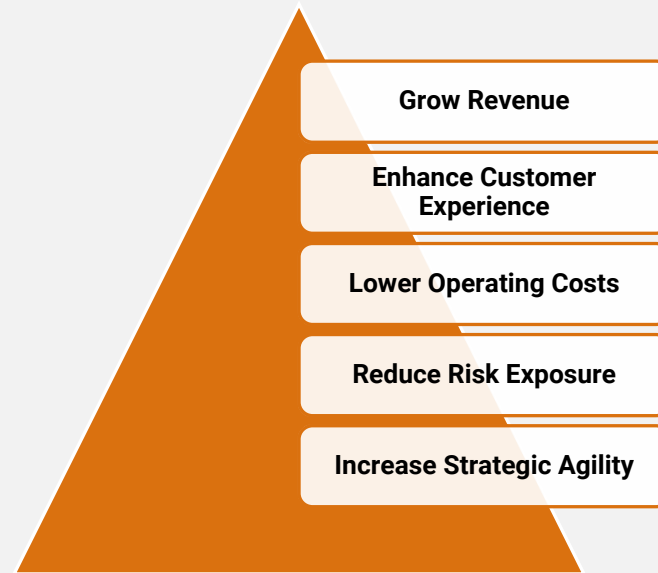 Grow Revenue
Enhance Customer
Experience
Lower Operating Costs
Reduce Risk Exposure
Increase Strategic Agility